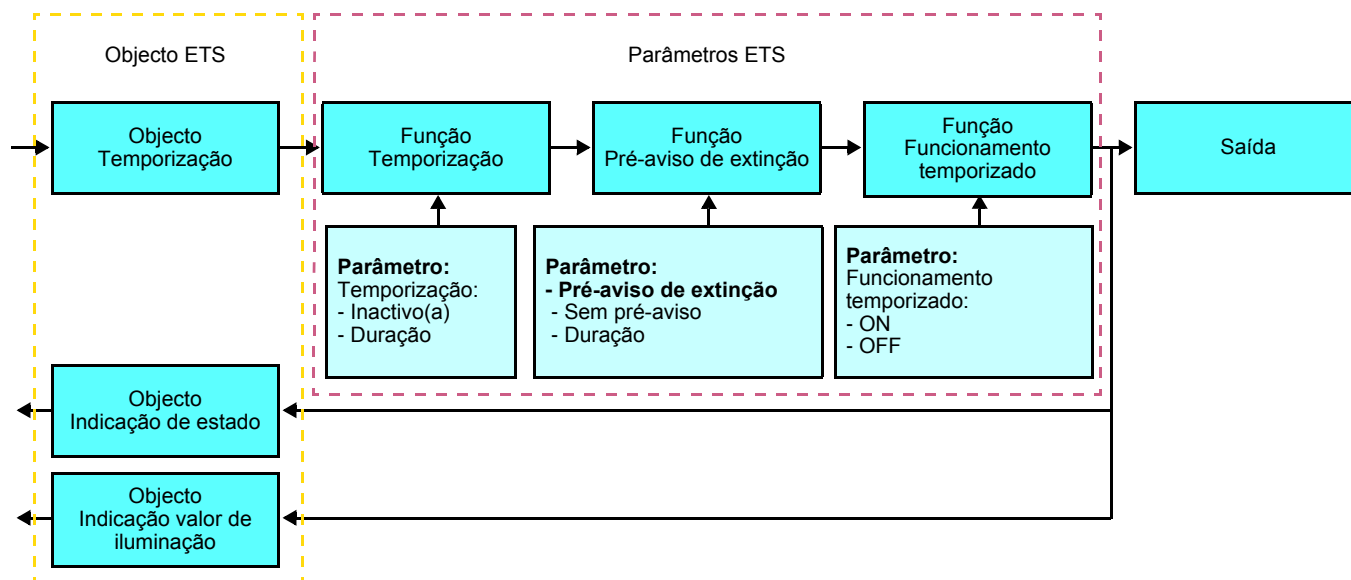 Objecto ETS
Parâmetros ETS
Objecto
Temporização
Função
Temporização
Função
Pré-aviso de extinção
Função
Funcionamento
temporizado
Saída
Parâmetro:
Temporização:
- Inactivo(a)
- Duração
Parâmetro:
- Pré-aviso de extinção
- Sem pré-aviso
- Duração
Parâmetro:
Funcionamento
temporizado:
- ON
- OFF
Objecto
Indicação de estado
Objecto
Indicação valor de
iluminação